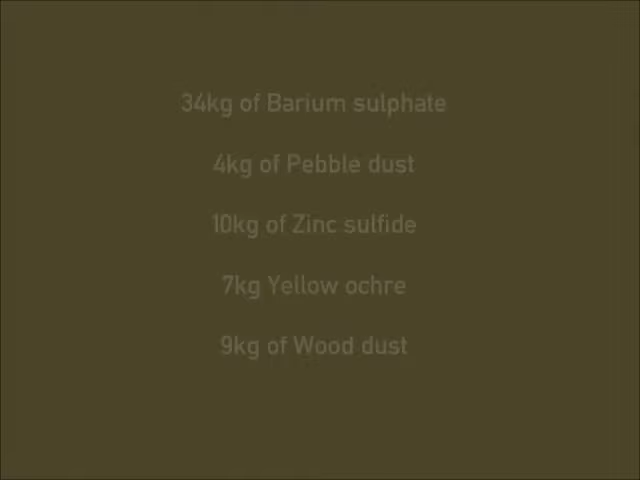 34kg of Barium sulphate
4kg of Pebble dust
10kg of Zinc sulfide
7kg Yellow ochre
9kg of Wood dust